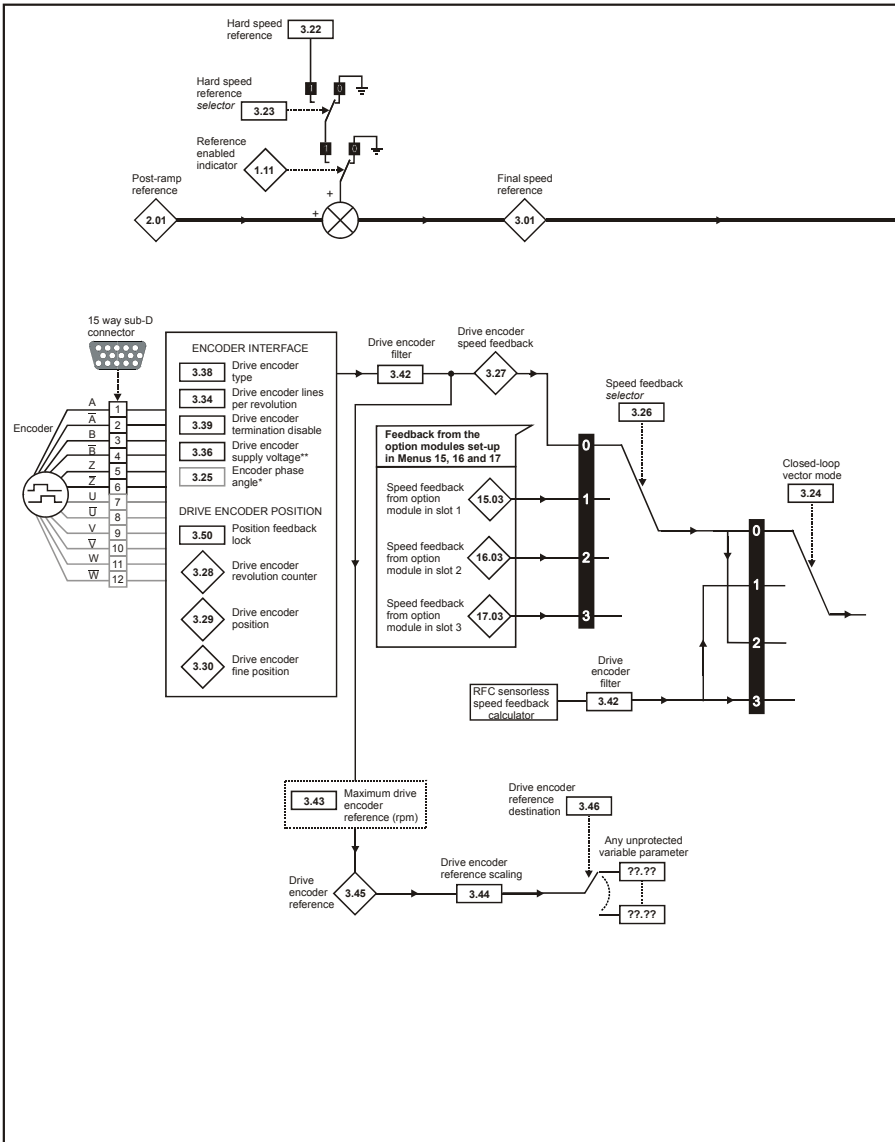 Hard speed
reference
3.22
Hard speed
reference
selector
3.23
1
0
Reference
enabled
indicator
1.11
1
0
Post-ramp
reference
2.01
+
+
Final speed
reference
3.01
15 way sub-D
connector
Encoder
A
1
A̅
2
B
3
B̅
4
Z
5
Z̅
6
U
7
U̅
8
V
9
V̅
10
W
11
W̅
12
ENCODER INTERFACE
3.38
Drive encoder
type
3.34
Drive encoder lines
per revolution
3.39
Drive encoder
termination disable
3.36
Drive encoder
supply voltage**
3.25
Encoder phase
angle*
DRIVE ENCODER POSITION
3.50
Position feedback
lock
3.28
Drive encoder
revolution counter
3.29
Drive encoder
position
3.30
Drive encoder
fine position
Drive encoder
filter
3.42
Drive encoder
speed feedback
3.27
Feedback from the
option modules set-up
in Menus 15, 16 and 17
Speed feedback
from option
module in slot 1
15.03
Speed feedback
from option
module in slot 2
16.03
Speed feedback
from option
module in slot 3
17.03
0
1
2
3
Speed feedback
selector
3.26
Closed-loop
vector mode
3.24
0
1
2
3
RFC sensorless
speed feedback
calculator
Drive
encoder
filter
3.42
3.43
Maximum drive
encoder
reference (rpm)
Drive
encoder
reference
3.45
Drive encoder
reference scaling
3.44
Drive encoder
reference
destination
3.46
Any unprotected
variable parameter
??.??
??.??